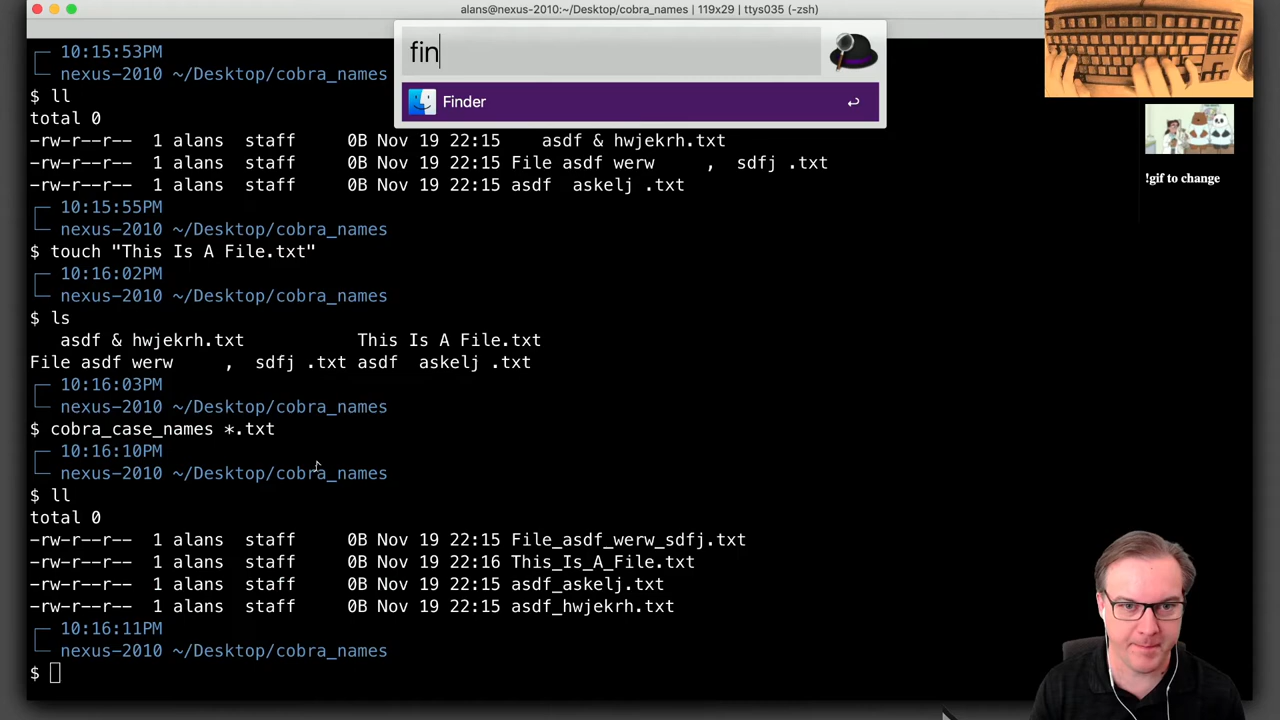 alans@nexus-2010:~/Desktop/cobra_names | 119x29 | ttys035 (-zsh)
fin
Finder
10:15:53PM
nexus-2010 ~/Desktop/cobra_names
$ ll
total 0
-rw-r--r--  1 alans  staff     0B Nov 19 22:15    asdf & hwjekrh.txt
-rw-r--r--  1 alans  staff     0B Nov 19 22:15 File asdf werw     ,  sdfj .txt
-rw-r--r--  1 alans  staff     0B Nov 19 22:15 asdf  askelj .txt
!gif to change
10:15:55PM
nexus-2010 ~/Desktop/cobra_names
$ touch "This Is A File.txt"
10:16:02PM
nexus-2010 ~/Desktop/cobra_names
$ ls
   asdf & hwjekrh.txt           This Is A File.txt
File asdf werw     ,  sdfj .txt asdf  askelj .txt
10:16:03PM
nexus-2010 ~/Desktop/cobra_names
$ cobra_case_names *.txt
10:16:10PM
nexus-2010 ~/Desktop/cobra_names
$ ll
total 0
-rw-r--r--  1 alans  staff     0B Nov 19 22:15 File_asdf_werw_sdfj.txt
-rw-r--r--  1 alans  staff     0B Nov 19 22:16 This_Is_A_File.txt
-rw-r--r--  1 alans  staff     0B Nov 19 22:15 asdf_askelj.txt
-rw-r--r--  1 alans  staff     0B Nov 19 22:15 asdf_hwjekrh.txt
10:16:11PM
nexus-2010 ~/Desktop/cobra_names
$